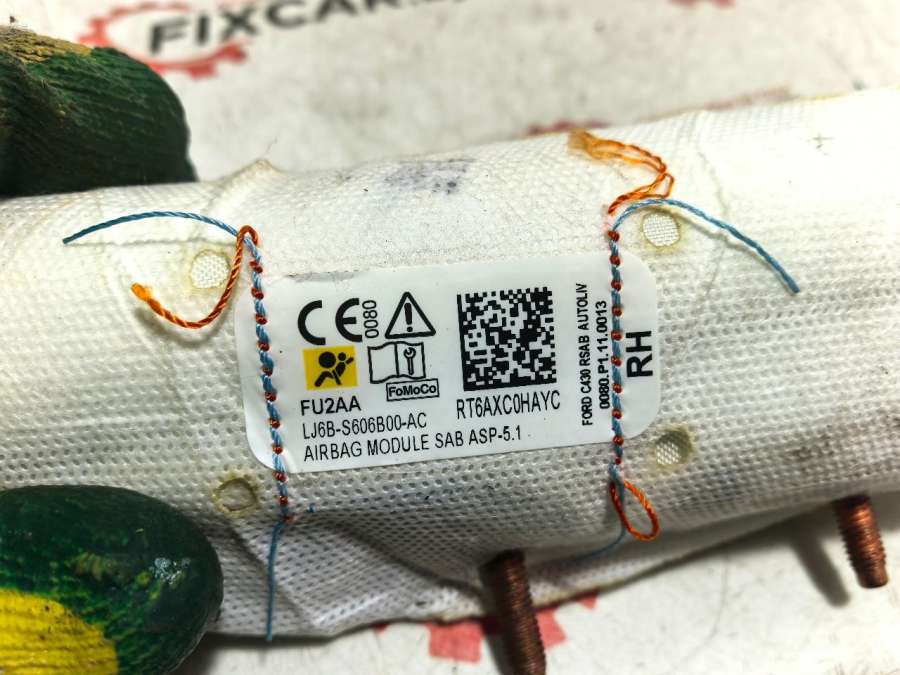 FIXCAR
CE
0080
FoMoCo
FU2AA
LJ6B-S606B00-AC
AIRBAG MODULE SAB ASP-5.1
RT6AXC0HAYC
FORD CX430 RSAB AUTOLIV
0080.P1.11.0013
RH